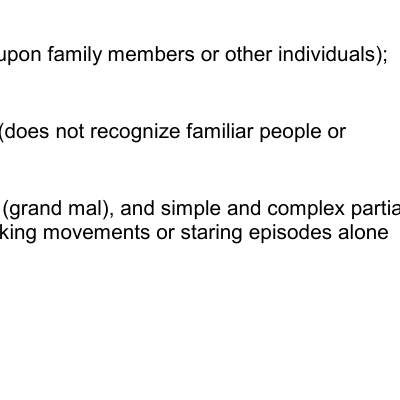 upon family members or other individuals);
(does not recognize familiar people or
(grand mal), and simple and complex partia
king movements or staring episodes alone